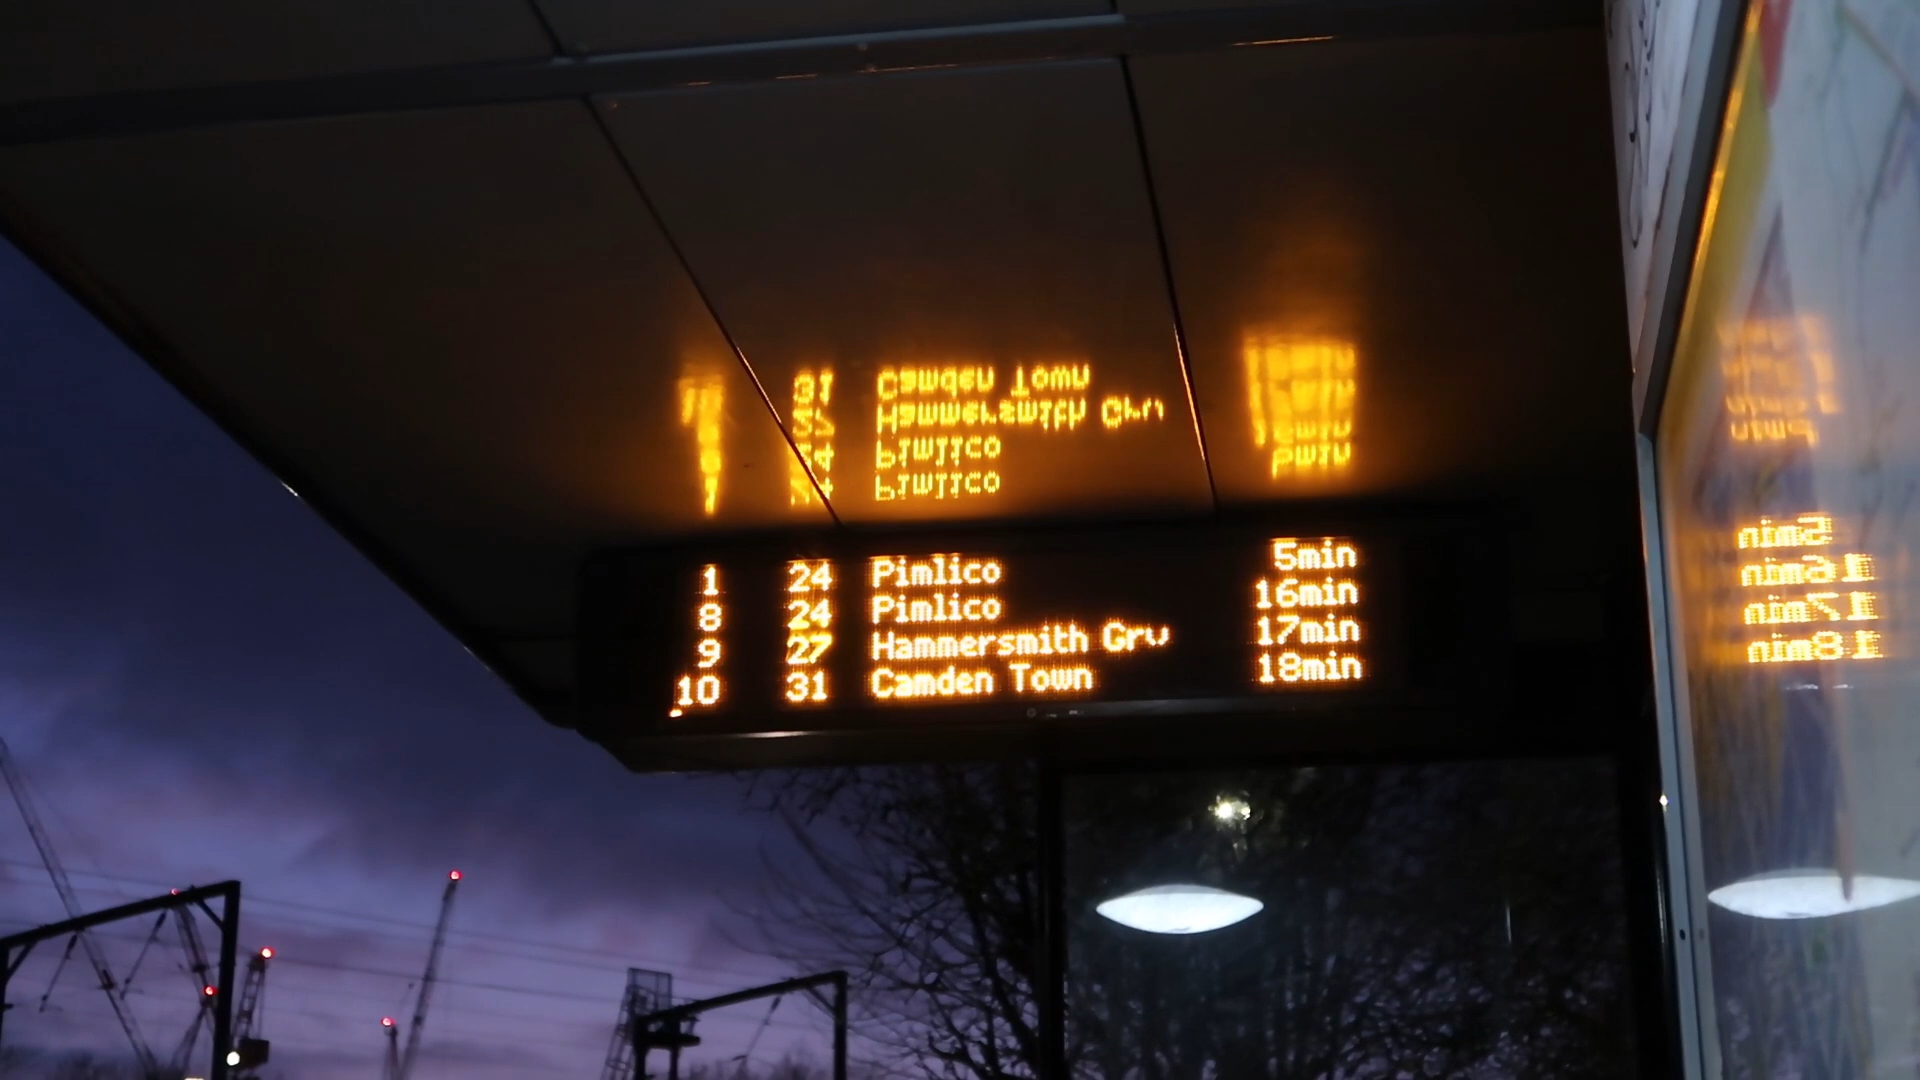 1 24 Pimlico 5min
8 24 Pimlico 16min
9 27 Hammersmith Grv 17min
10 31 Camden Town 18min